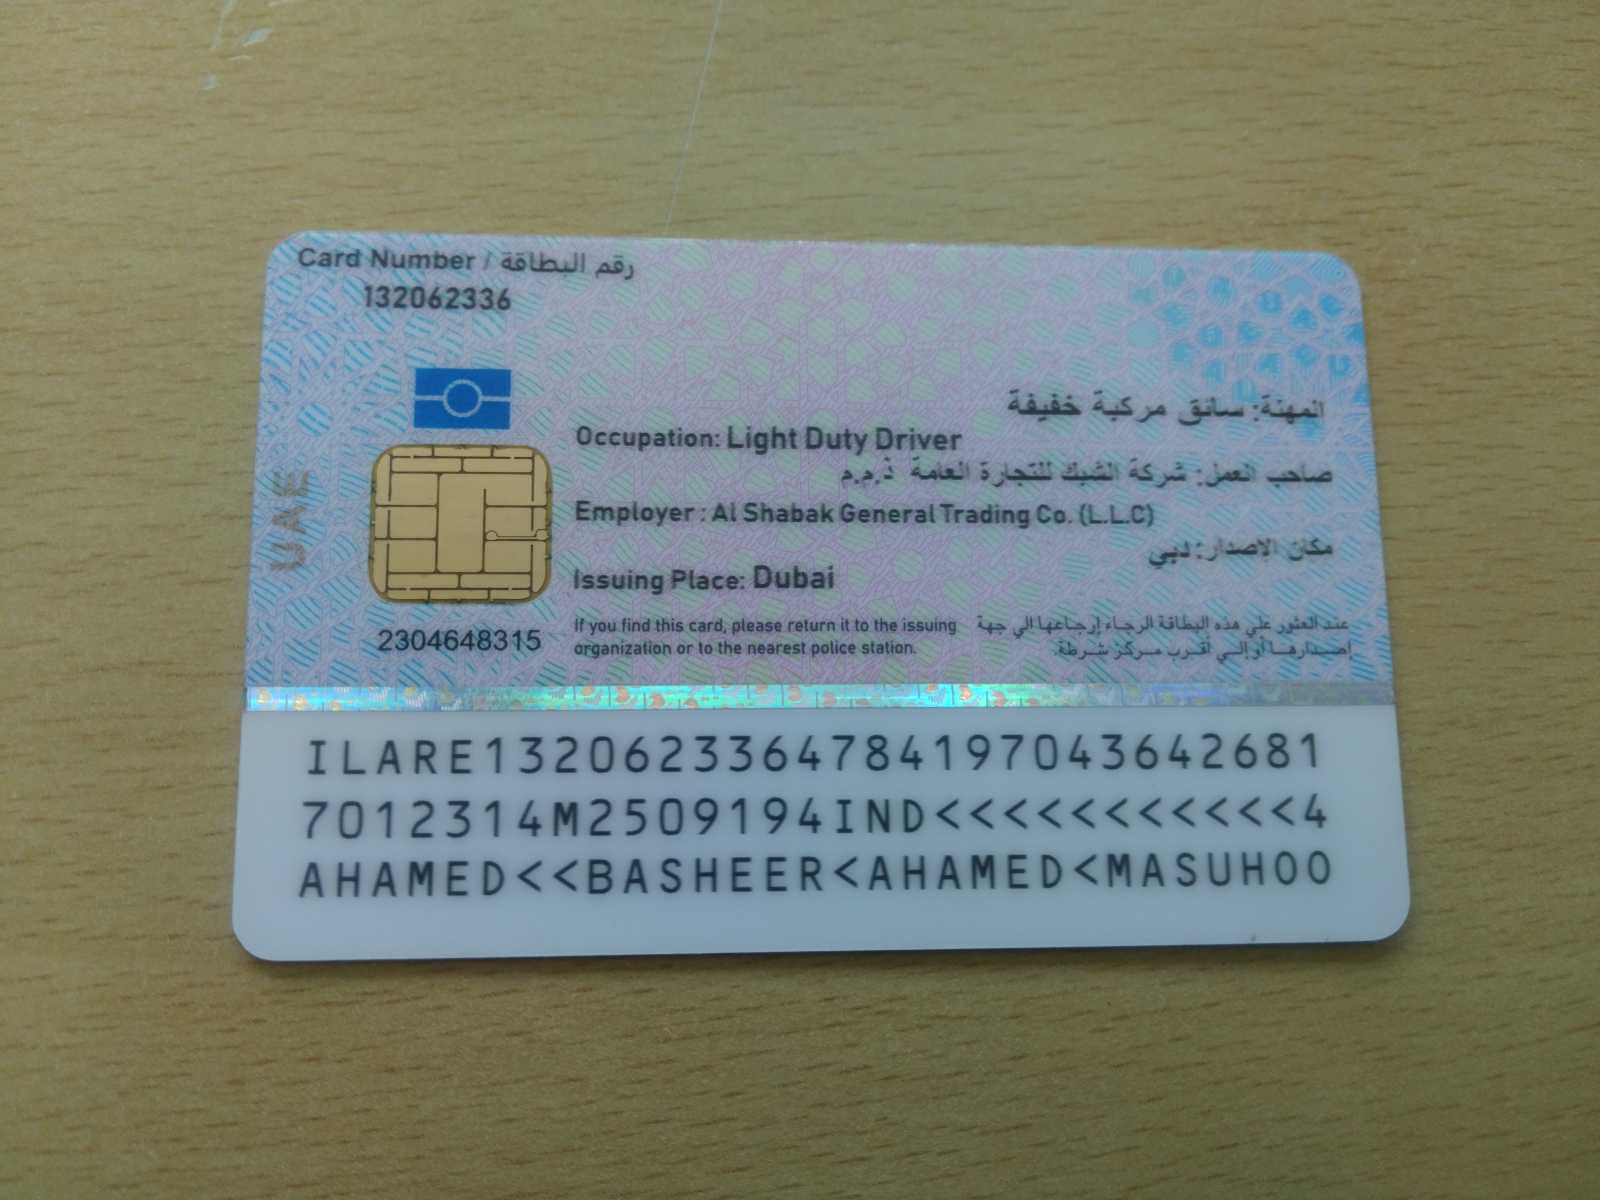 Card Number / رقم البطاقة
132062336
المهنة: سائق مركبة خفيفة
Occupation: Light Duty Driver
صاحب العمل: شركة الشبك للتجارة العامة ذ.م.م
Employer : Al Shabak General Trading Co. (L.L.C)
مكان الإصدار: دبي
Issuing Place: Dubai
UAE
2304648315
If you find this card, please return it to the issuing
organization or to the nearest police station.
عند العثور علي هذه البطاقة الرجاء إرجاعها الي جهة
إصدارها أو إلي أقرب مركز شرطة.
ILARE1320623364784197043642681
7012314M2509194IND<<<<<<<<<<<4
AHAMED<<BASHEER<AHAMED<MASUHOO